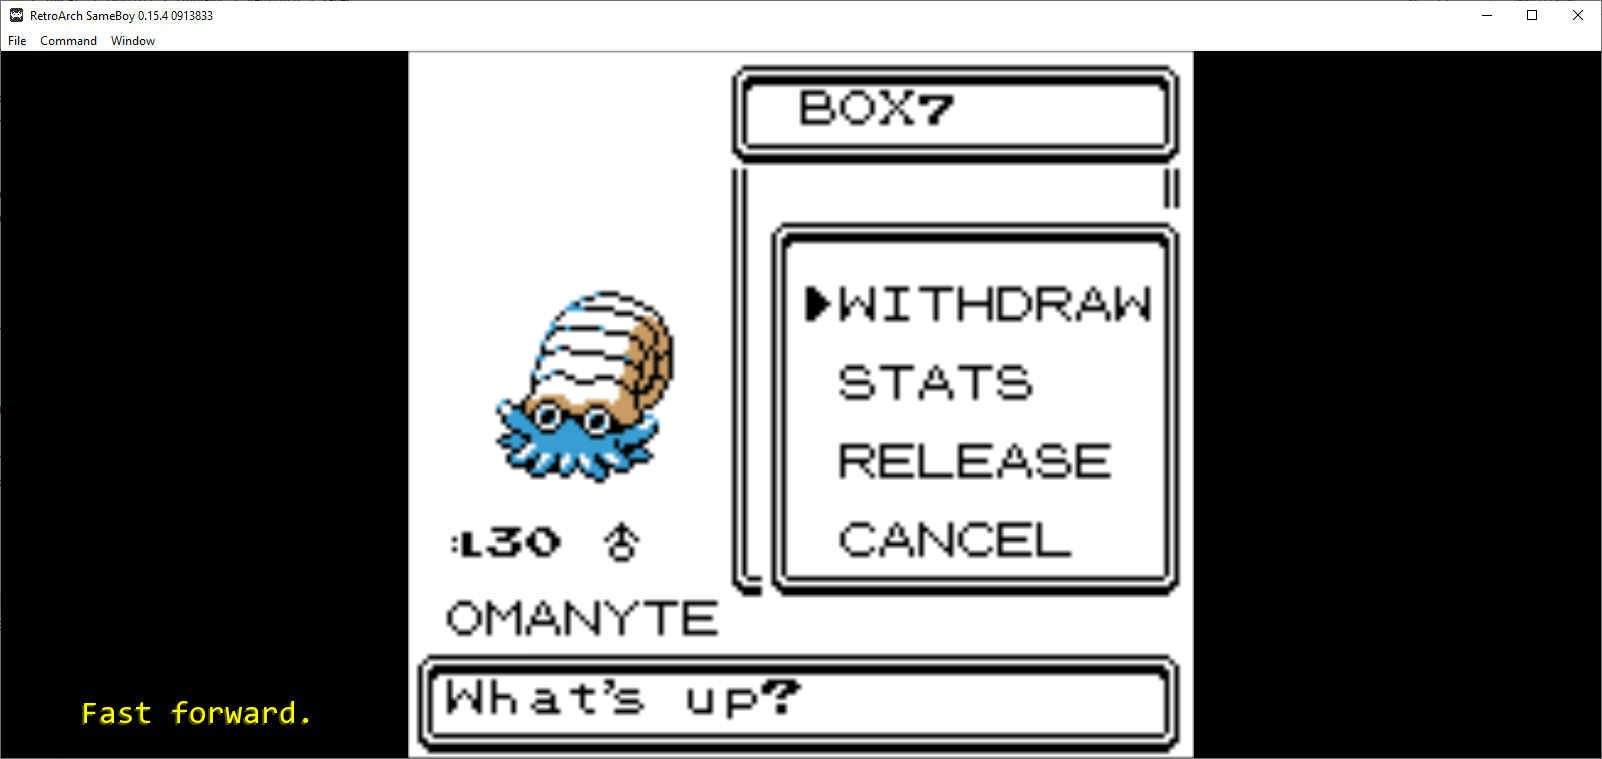 RetroArch SameBoy 0.15.4 0913833
File Command Window
BOX7
WITHDRAW
STATS
RELEASE
CANCEL
:L30 ♂
OMANYTE
What's up?
Fast forward.